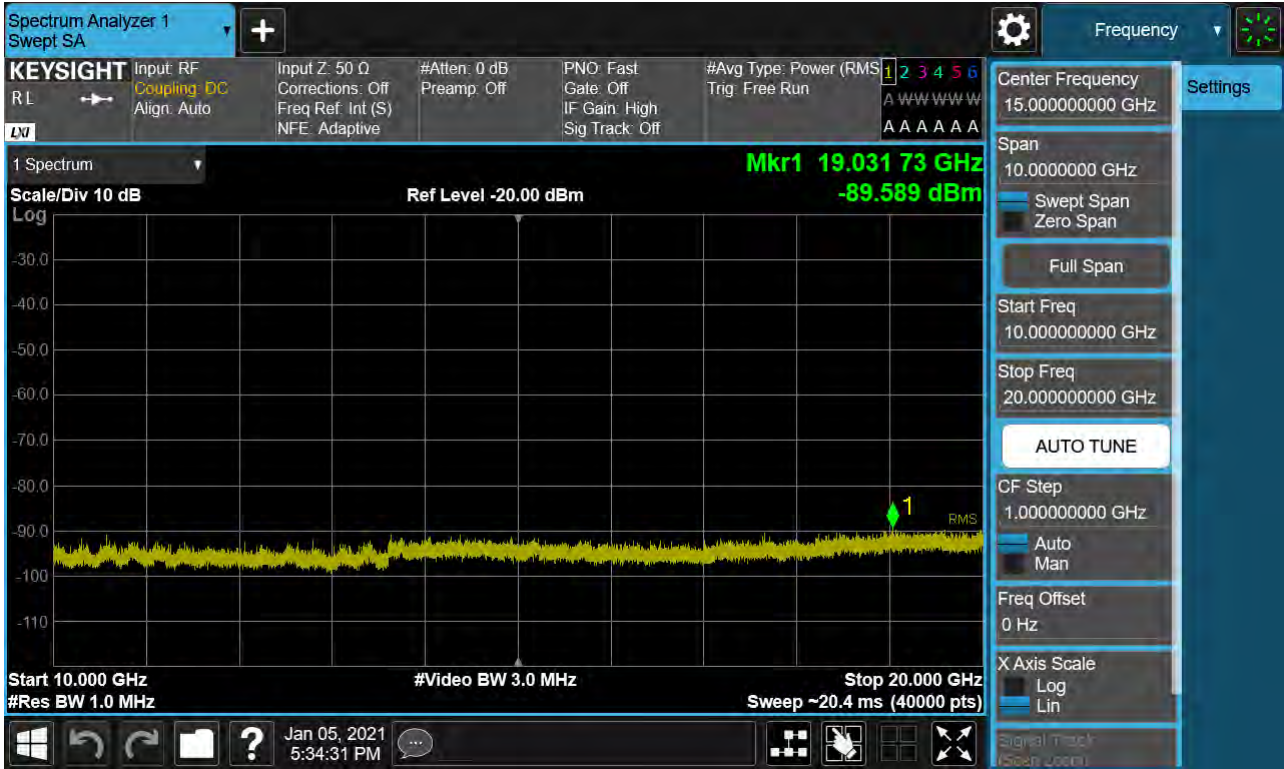 Spectrum Analyzer 1
Swept SA
Frequency
KEYSIGHT
RL
LXI
Input: RF
Coupling: DC
Align: Auto
Input Z: 50 Ω
Corrections: Off
Freq Ref: Int (S)
NFE: Adaptive
#Atten: 0 dB
Preamp: Off
PNO: Fast
Gate: Off
IF Gain: High
Sig Track: Off
#Avg Type: Power (RMS
Trig: Free Run
1 2 3 4 5 6
A W W W W W
A A A A A A
1 Spectrum
Scale/Div 10 dB
Ref Level -20.00 dBm
Mkr1 19.031 73 GHz
-89.589 dBm
Log
-30.0
-40.0
-50.0
-60.0
-70.0
-80.0
-90.0
-100
-110
1
RMS
Start 10.000 GHz
#Video BW 3.0 MHz
Stop 20.000 GHz
#Res BW 1.0 MHz
Sweep ~20.4 ms (40000 pts)
Jan 05, 2021
5:34:31 PM
Center Frequency
15.000000000 GHz
Settings
Span
10.0000000 GHz
Swept Span
Zero Span
Full Span
Start Freq
10.000000000 GHz
Stop Freq
20.000000000 GHz
AUTO TUNE
CF Step
1.000000000 GHz
Auto
Man
Freq Offset
0 Hz
X Axis Scale
Log
Lin
Signal Track
(Span Zoom)